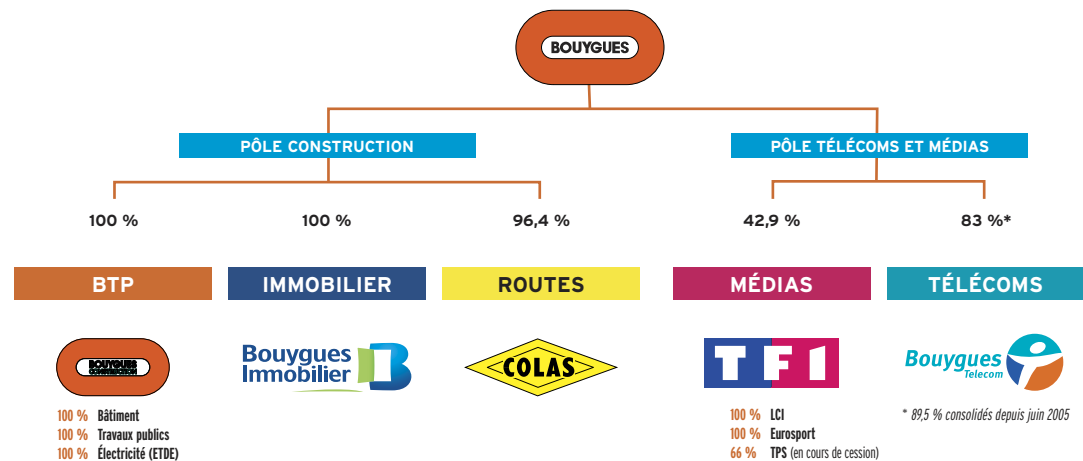 BOUYGUES
PÔLE CONSTRUCTION
PÔLE TÉLÉCOMS ET MÉDIAS
100 %
100 %
96,4 %
42,9 %
83 %*
BTP
IMMOBILIER
ROUTES
MÉDIAS
TÉLÉCOMS
BOUYGUES
CONSTRUCTION
Bouygues
Immobilier
COLAS
TF1
Bouygues
Telecom
100 % Bâtiment
100 % Travaux publics
100 % Électricité (ETDE)
100 % LCI
100 % Eurosport
66 % TPS (en cours de cession)
* 89,5 % consolidés depuis juin 2005